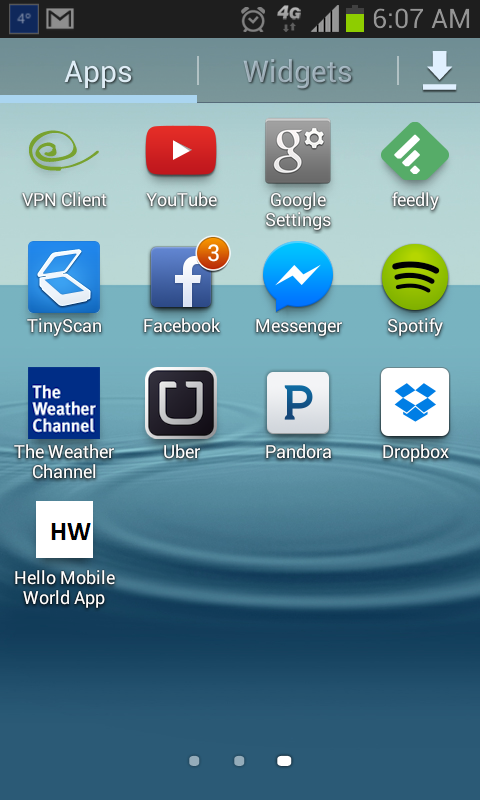 4°
4G
6:07 AM
Apps
Widgets
VPN Client
YouTube
g
Google
Settings
feedly
3
f
TinyScan
Facebook
Messenger
Spotify
The
Weather
Channel
U
P
The Weather
Channel
Uber
Pandora
Dropbox
HW
Hello Mobile
World App